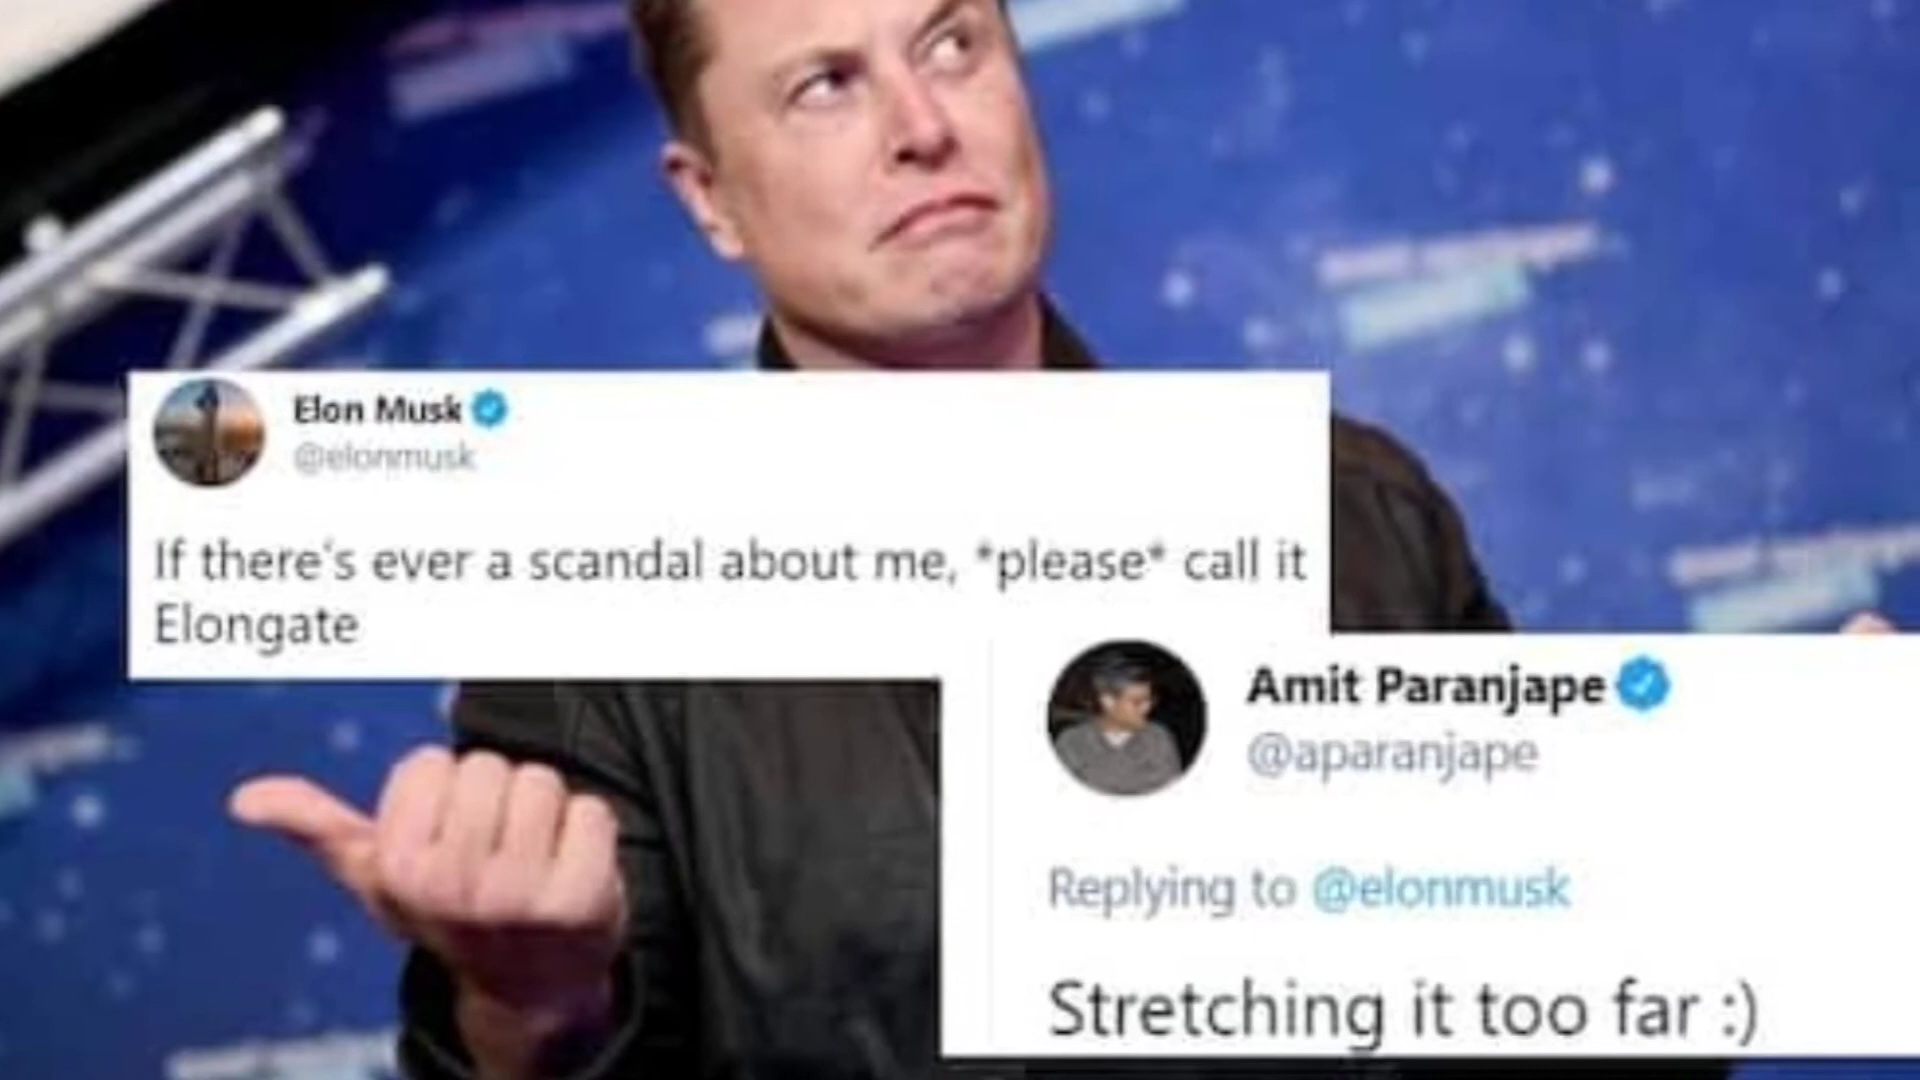 Elon Musk
@elonmusk
If there's ever a scandal about me, *please* call it
Elongate
Amit Paranjape
@aparanjape
Replying to @elonmusk
Stretching it too far :)